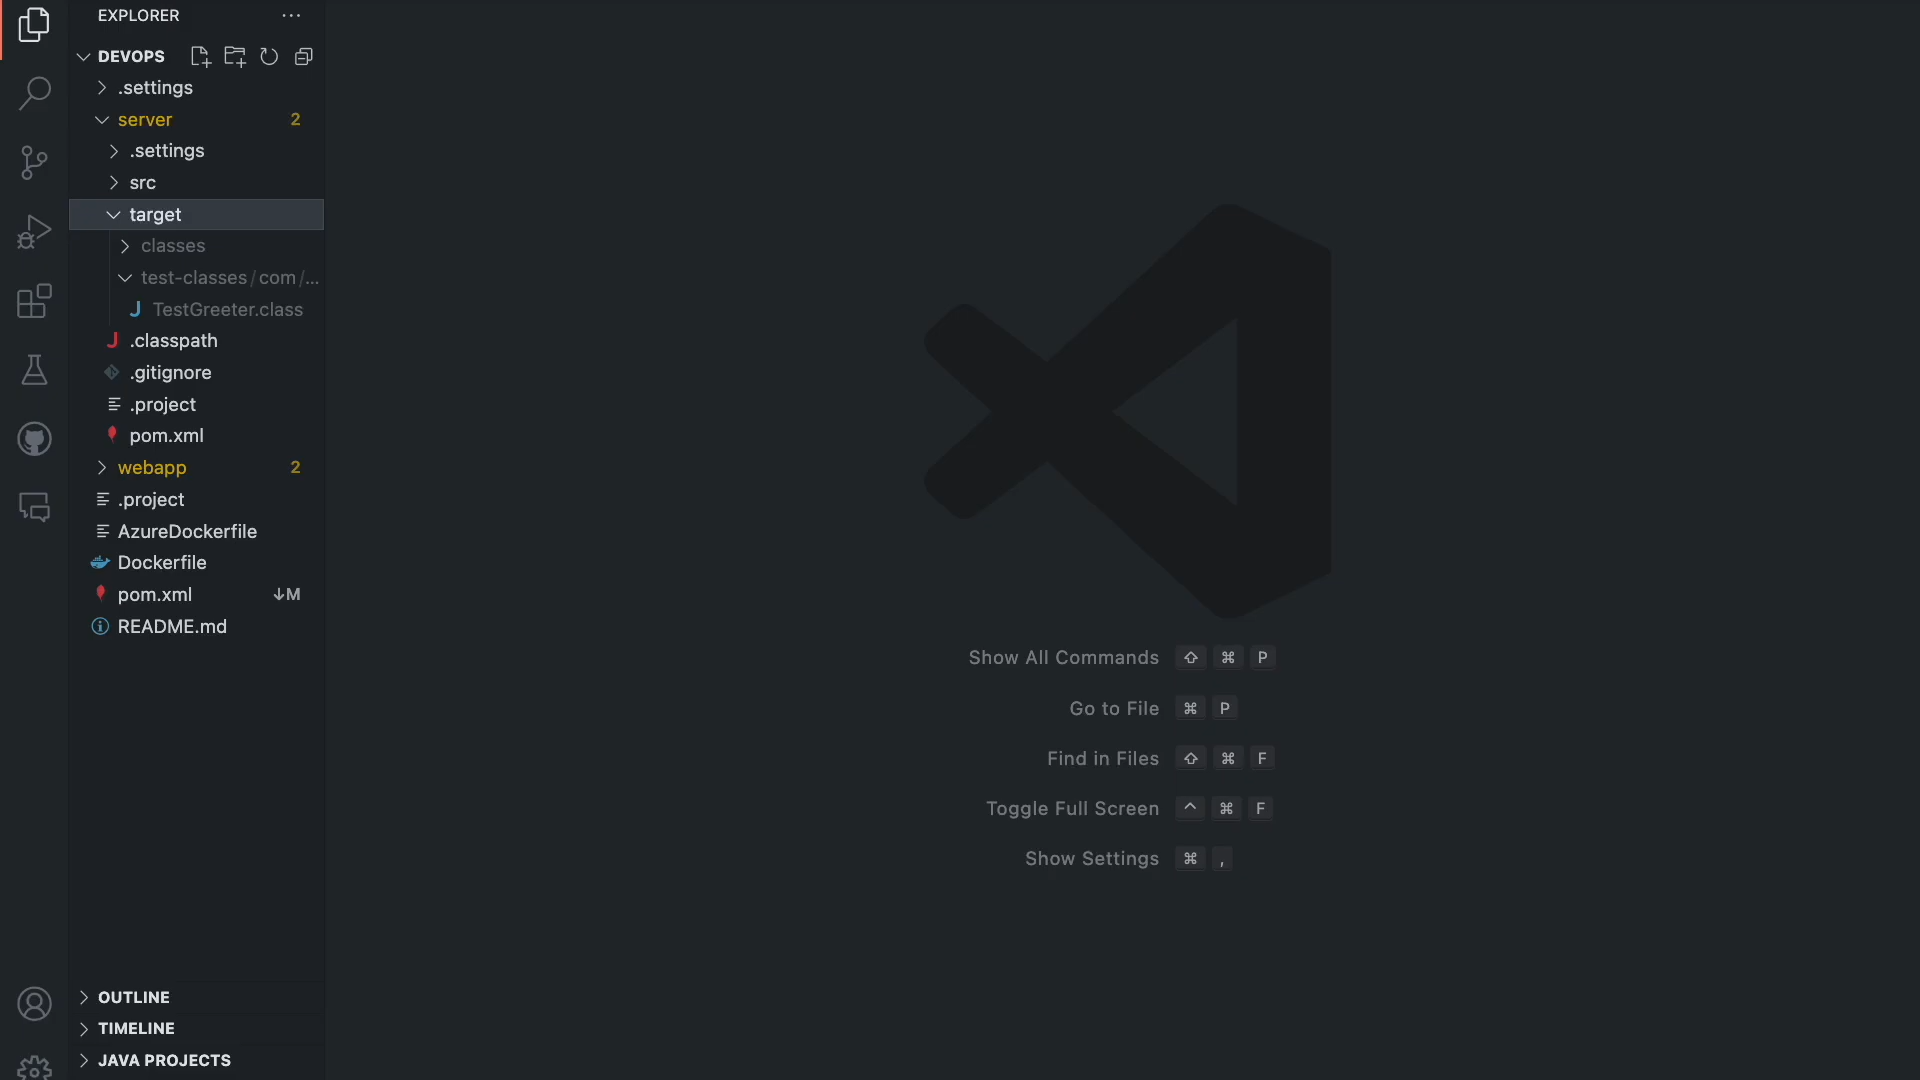 EXPLORER
DEVOPS
.settings
server 2
.settings
src
target
classes
test-classes/com/...
TestGreeter.class
.classpath
.gitignore
.project
pom.xml
webapp 2
.project
AzureDockerfile
Dockerfile
pom.xml ↓M
README.md
OUTLINE
TIMELINE
JAVA PROJECTS
Show All Commands ⇧ ⌘ P
Go to File ⌘ P
Find in Files ⇧ ⌘ F
Toggle Full Screen ^ ⌘ F
Show Settings ⌘ ,